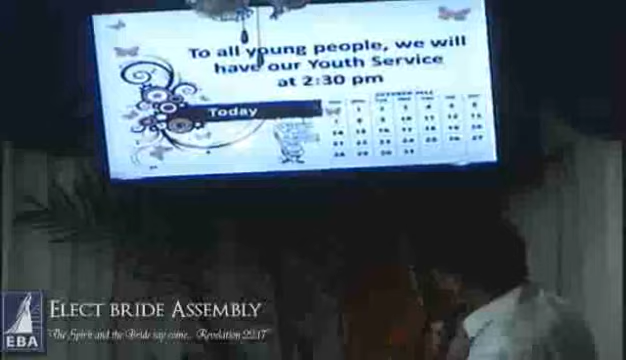 To all young people, we will
have our Youth Service
at 2:30 pm
Today
ELECT BRIDE ASSEMBLY
"The Spirit and the Bride say come... Revelation 22:17"
EBA